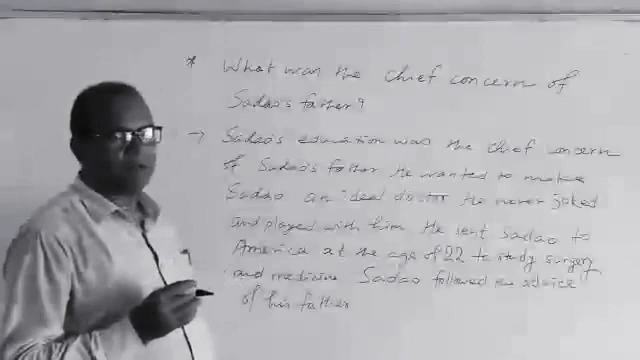 * What was the chief concern of
Sadao's father?
→ Sadao's education was the chief concern
of Sadao's father He wanted to make
Sadao an ideal doctor He never joked
and played with him He sent Sadao to
America at the age of 22 to study surgery
and medicine Sadao followed the advice
of his father